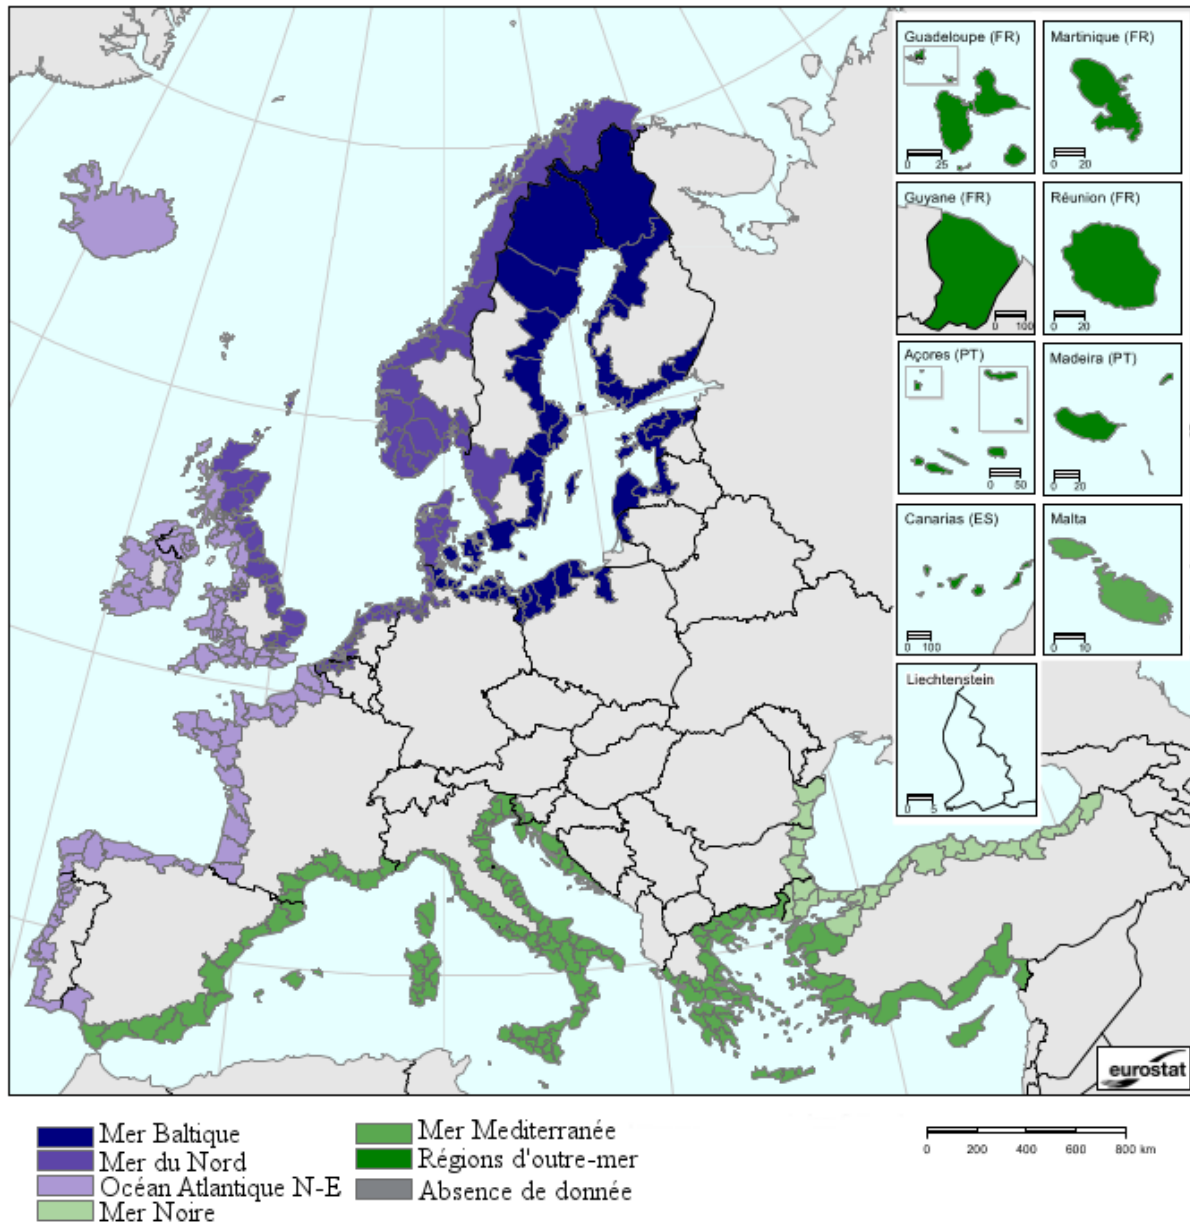 Guadeloupe (FR)
0 25
Martinique (FR)
0 20
Guyane (FR)
0 100
Réunion (FR)
0 20
Açores (PT)
0 50
Madeira (PT)
0 20
Canarias (ES)
0 100
Malta
0 10
Liechtenstein
0 5
eurostat
Mer Baltique
Mer du Nord
Océan Atlantique N-E
Mer Noire
Mer Mediterranée
Régions d'outre-mer
Absence de donnée
0 200 400 600 800 km